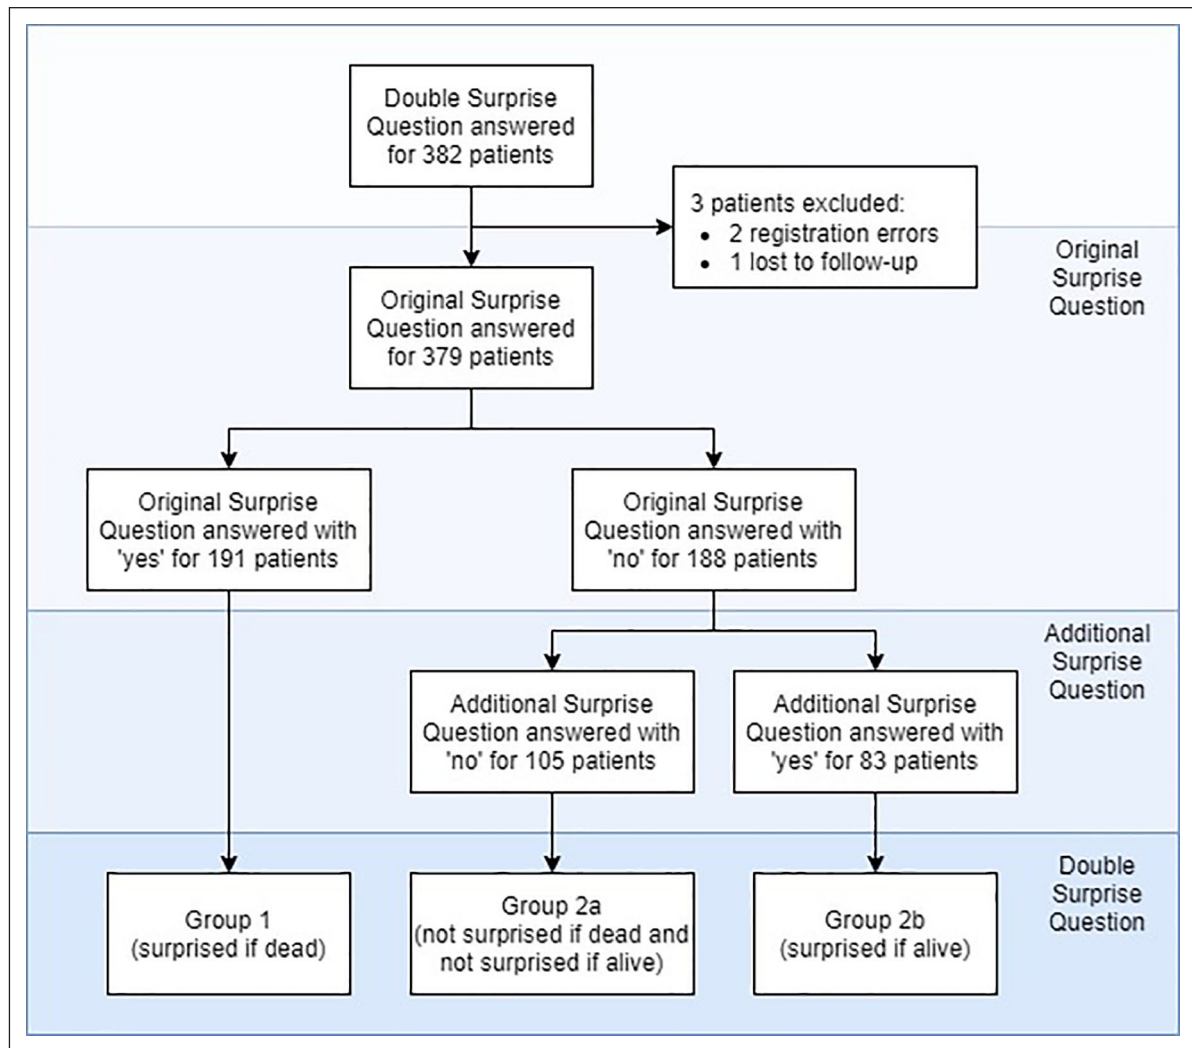 Double Surprise
Question answered
for 382 patients
3 patients excluded:
• 2 registration errors
• 1 lost to follow-up
Original
Surprise
Question
Original Surprise
Question answered
for 379 patients
Original Surprise
Question answered with
'yes' for 191 patients
Original Surprise
Question answered with
'no' for 188 patients
Additional
Surprise
Question
Additional Surprise
Question answered with
'no' for 105 patients
Additional Surprise
Question answered with
'yes' for 83 patients
Double
Surprise
Question
Group 1
(surprised if dead)
Group 2a
(not surprised if dead and
not surprised if alive)
Group 2b
(surprised if alive)